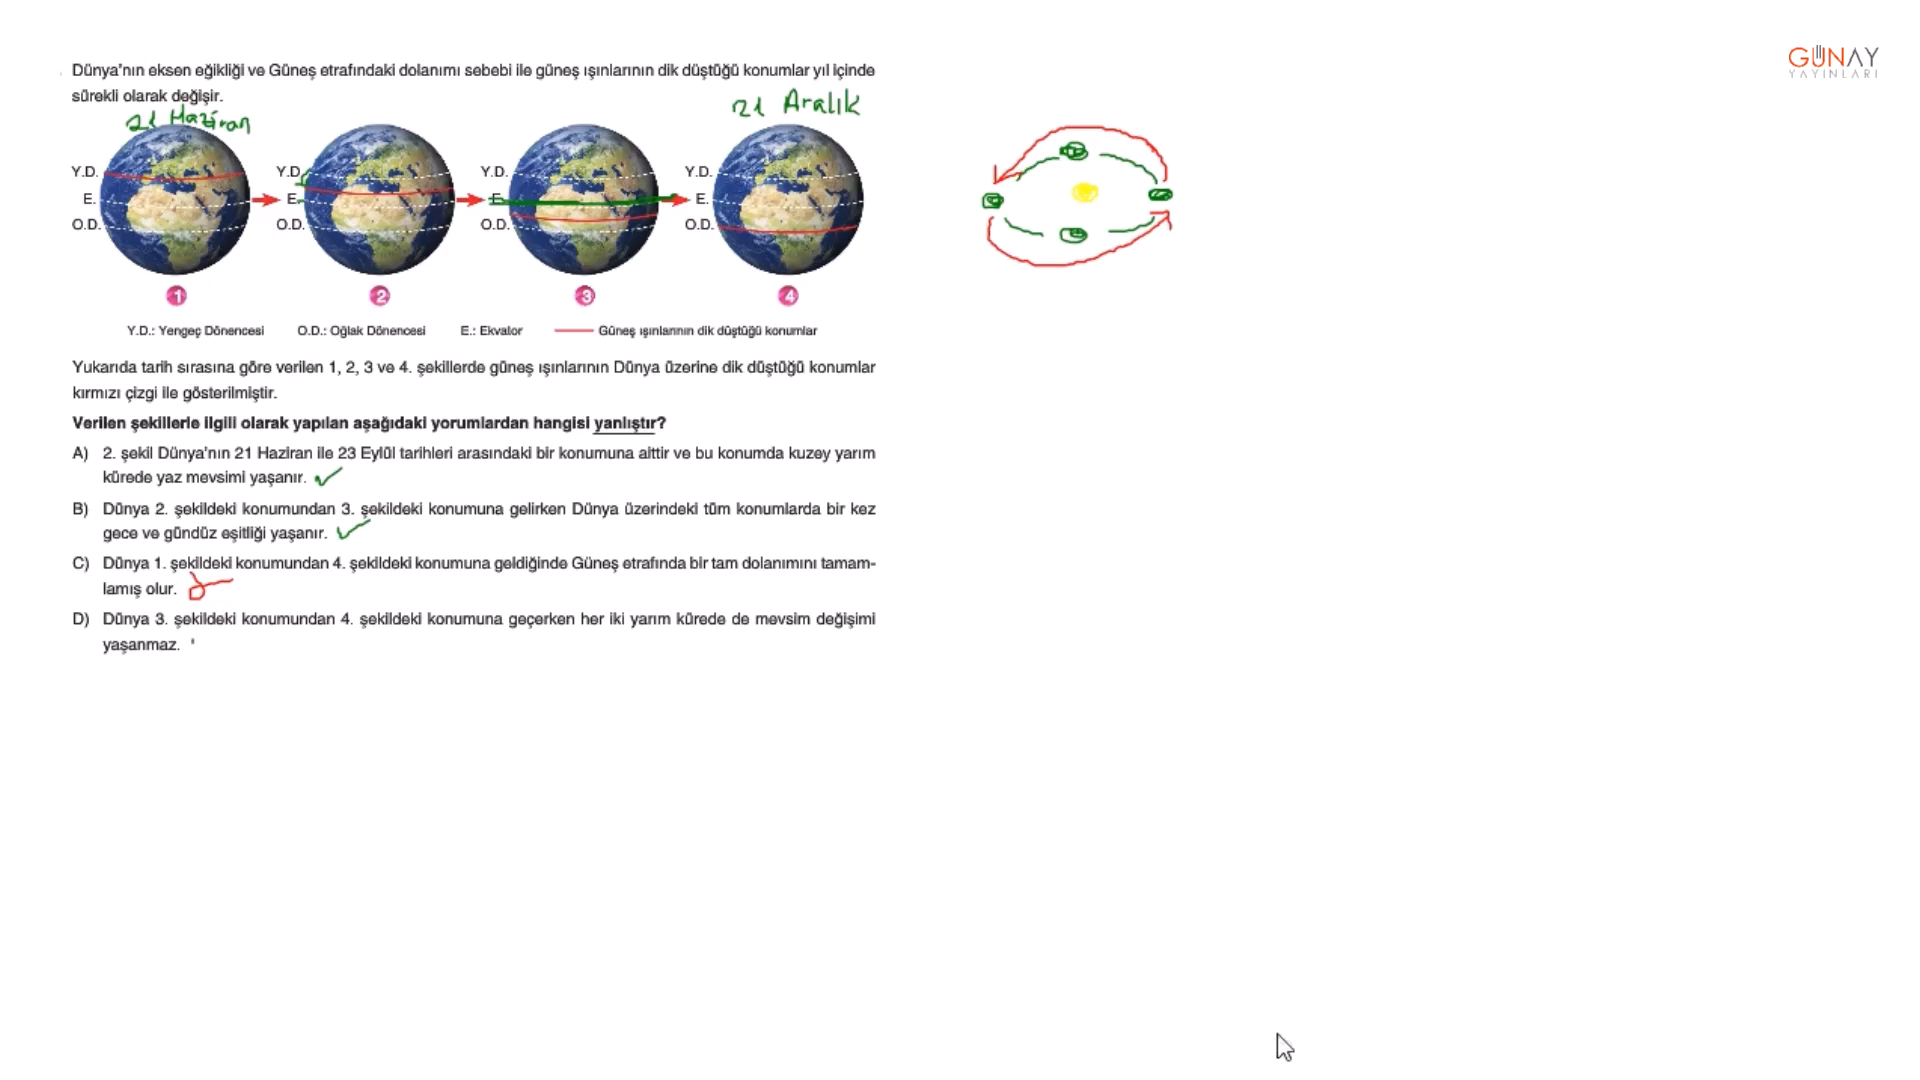 GÜNAY
YAYINLARI
Dünya'nın eksen eğikliği ve Güneş etrafındaki dolanımı sebebi ile güneş ışınlarının dik düştüğü konumlar yıl içinde
sürekli olarak değişir.
21 Haziran
21 Aralık
Y.D.
E.
O.D.
Y.D.
E.
O.D.
Y.D.
E.
O.D.
Y.D.
E.
O.D.
1
2
3
4
Y.D.: Yengeç Dönencesi O.D.: Oğlak Dönencesi E.: Ekvator Güneş ışınlarının dik düştüğü konumlar
Yukarıda tarih sırasına göre verilen 1, 2, 3 ve 4. şekillerde güneş ışınlarının Dünya üzerine dik düştüğü konumlar
kırmızı çizgi ile gösterilmiştir.
Verilen şekillerle ilgili olarak yapılan aşağıdaki yorumlardan hangisi yanlıştır?
A) 2. şekil Dünya'nın 21 Haziran ile 23 Eylül tarihleri arasındaki bir konumuna aittir ve bu konumda kuzey yarım
kürede yaz mevsimi yaşanır.
B) Dünya 2. şekildeki konumundan 3. şekildeki konumuna gelirken Dünya üzerindeki tüm konumlarda bir kez
gece ve gündüz eşitliği yaşanır.
C) Dünya 1. şekildeki konumundan 4. şekildeki konumuna geldiğinde Güneş etrafında bir tam dolanımını tamam-
lamış olur.
D) Dünya 3. şekildeki konumundan 4. şekildeki konumuna geçerken her iki yarım kürede de mevsim değişimi
yaşanmaz.